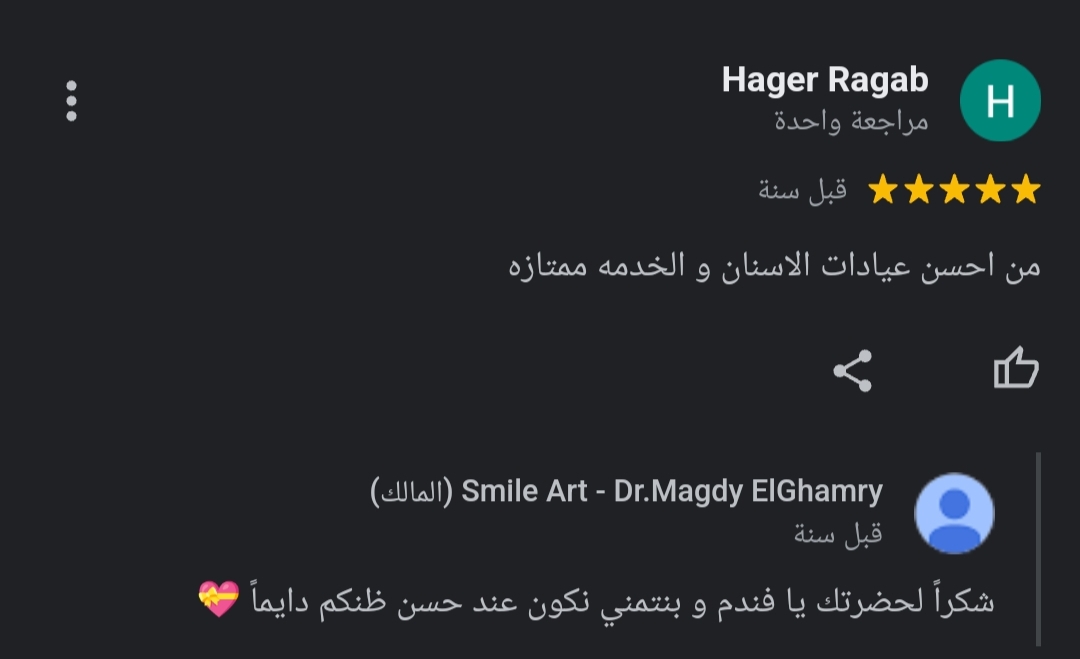 Hager Ragab
H
مراجعة واحدة
قبل سنة
من احسن عيادات الاسنان و الخدمه ممتازه
Smile Art - Dr.Magdy ElGhamry (المالك)
قبل سنة
شكراً لحضرتك يا فندم و بنتمني نكون عند حسن ظنكم دايماً 💝